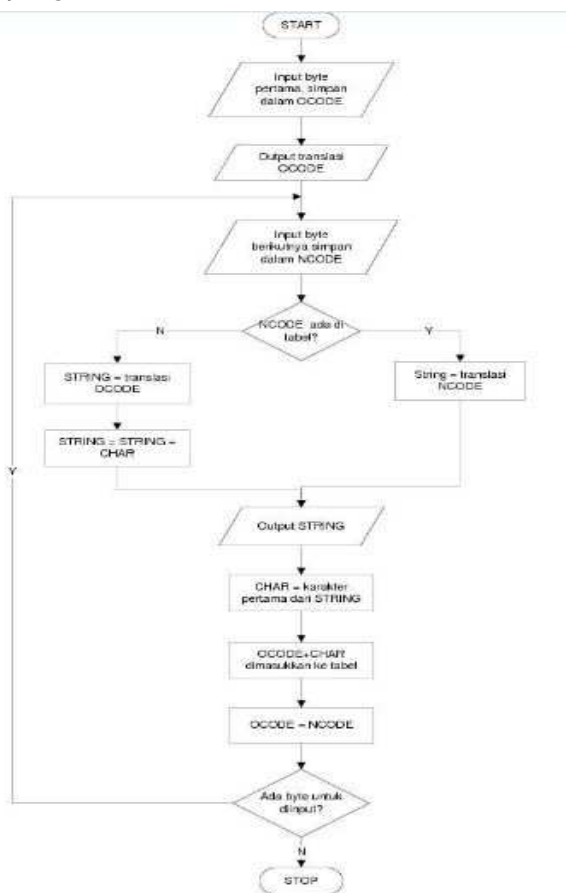 START
Input byte
pertama, simpan
dalam OCODE
Output translasi
OCODE
Input byte
berikutnya simpan
dalam NCODE
NCODE ada di
tabel?
N
Y
STRING = translasi
OCODE
String = translasi
NCODE
STRING = STRING +
CHAR
Y
Output STRING
CHAR = karakter
pertama dari STRING
OCODE+CHAR
dimasukkan ke tabel
OCODE = NCODE
Ada byte untuk
diinput?
N
STOP